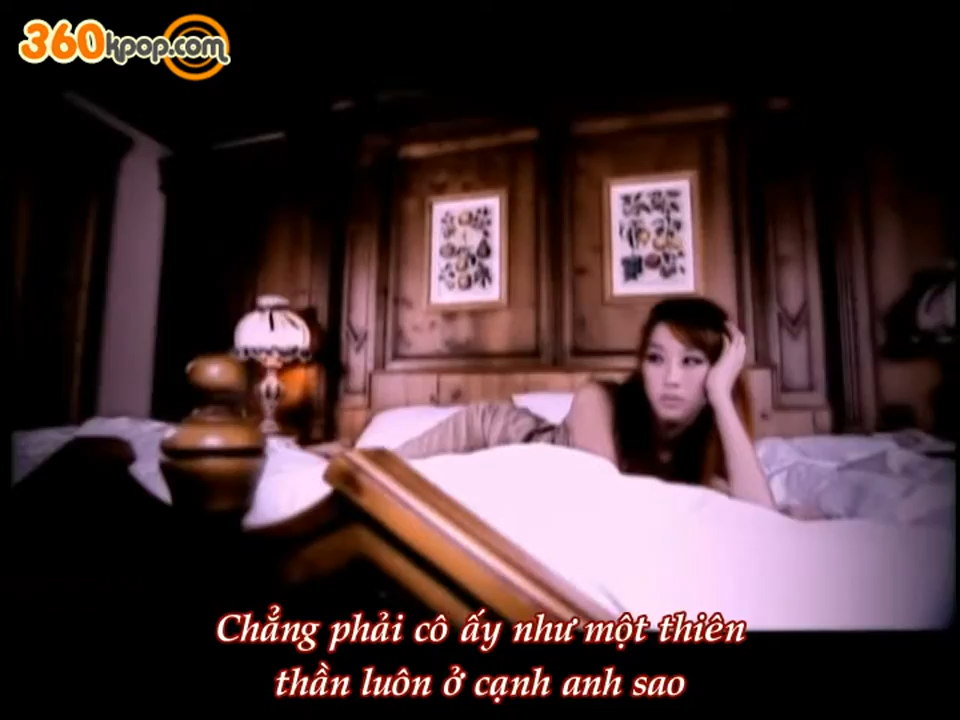 360kpop.com
Chẳng phải cô ấy như một thiên
thần luôn ở cạnh anh sao